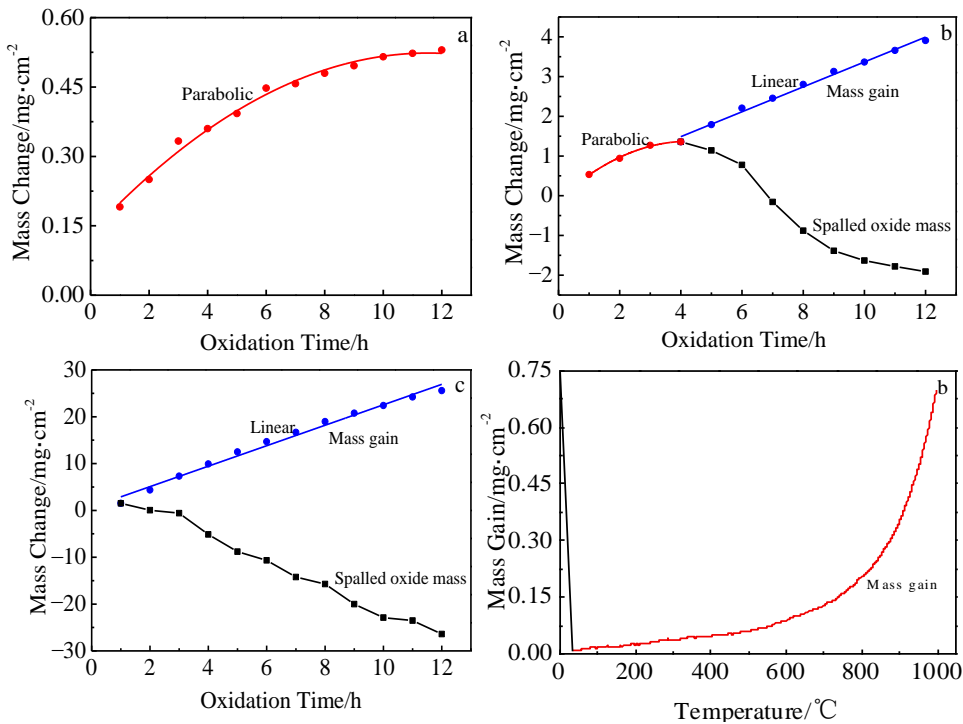 0.60
0.45
0.30
0.15
0.00
Mass Change/mg·cm⁻²
Parabolic
a
0 2 4 6 8 10 12
Oxidation Time/h
4
3
2
1
0
−1
−2
Mass Change/mg·cm⁻²
b
Linear
Mass gain
Parabolic
Spalled oxide mass
0 2 4 6 8 10 12
Oxidation Time/h
30
20
10
0
−10
−20
−30
Mass Change/mg·cm⁻²
c
Linear
Mass gain
Spalled oxide mass
0 2 4 6 8 10 12
Oxidation Time/h
0.75
0.60
0.45
0.30
0.15
0.00
Mass Gain/mg·cm⁻²
b
Mass gain
0 200 400 600 800 1000
Temperature/℃